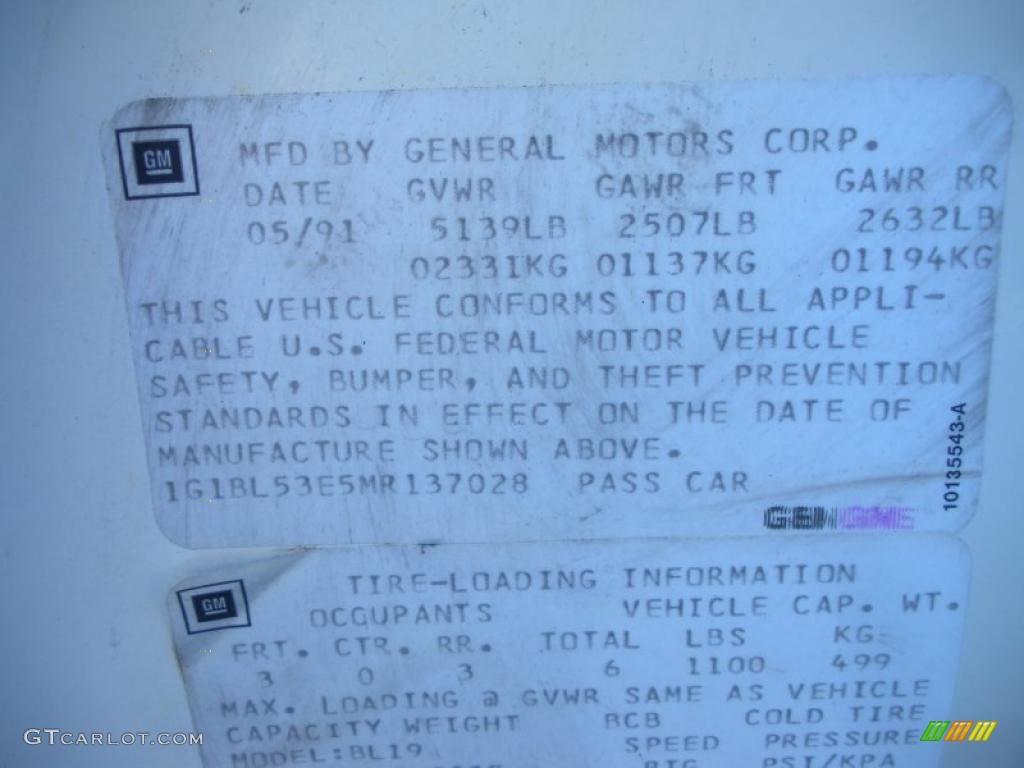 GM
MFD BY GENERAL MOTORS CORP.
DATE GVWR GAWR FRT GAWR RR
05/91 5139LB 2507LB 2632LB
02331KG 01137KG 01194KG
THIS VEHICLE CONFORMS TO ALL APPLI-
CABLE U.S. FEDERAL MOTOR VEHICLE
SAFETY, BUMPER, AND THEFT PREVENTION
STANDARDS IN EFFECT ON THE DATE OF
MANUFACTURE SHOWN ABOVE.
1G1BL53E5MR137028 PASS CAR
10135543-A
GM
TIRE-LOADING INFORMATION
OCCUPANTS VEHICLE CAP. WT.
FRT. CTR. RR. TOTAL LBS KG
3 0 3 6 1100 499
MAX. LOADING @ GVWR SAME AS VEHICLE
CAPACITY WEIGHT BCB COLD TIRE
MODEL:BL19 SPEED PRESSURE
RTG PSI/KPA
GTCARLOT.COM